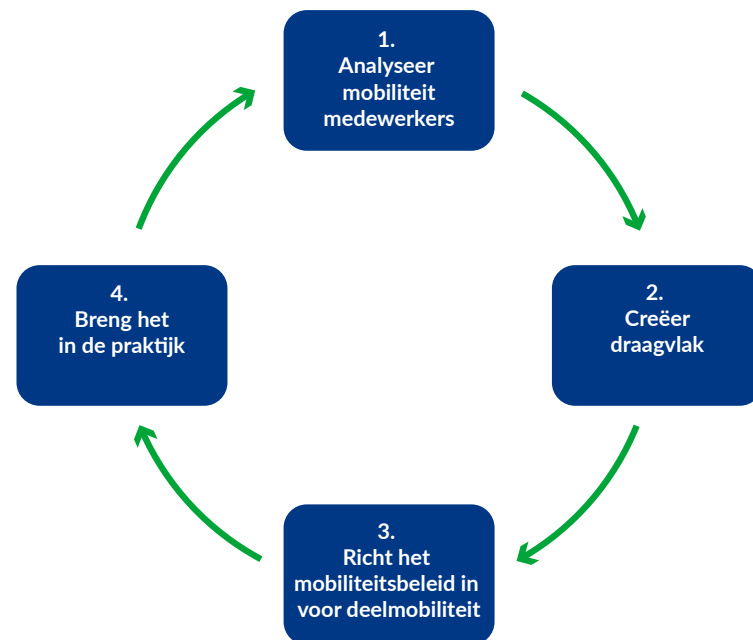 1.
Analyseer
mobiliteit
medewerkers
2.
Creëer
draagvlak
3.
Richt het
mobiliteitsbeleid in
voor deelmobiliteit
4.
Breng het
in de praktijk